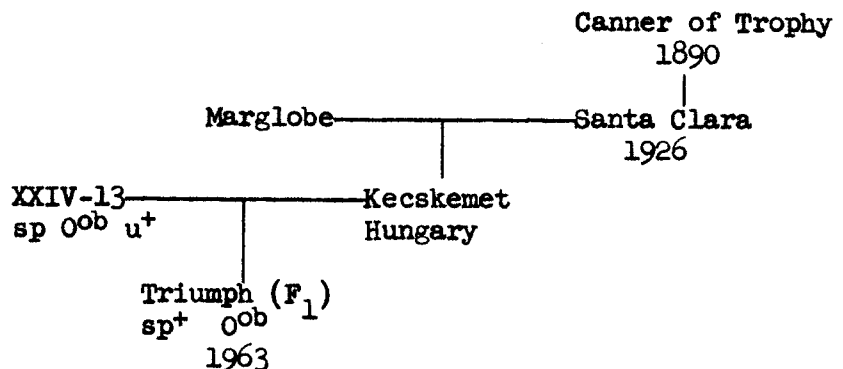 Canner of Trophy
1890
Marglobe Santa Clara
1926
XXIV-13 Kecskemet
sp O^ob u^+ Hungary
Triumph (F_1)
sp^+ O^ob
1963